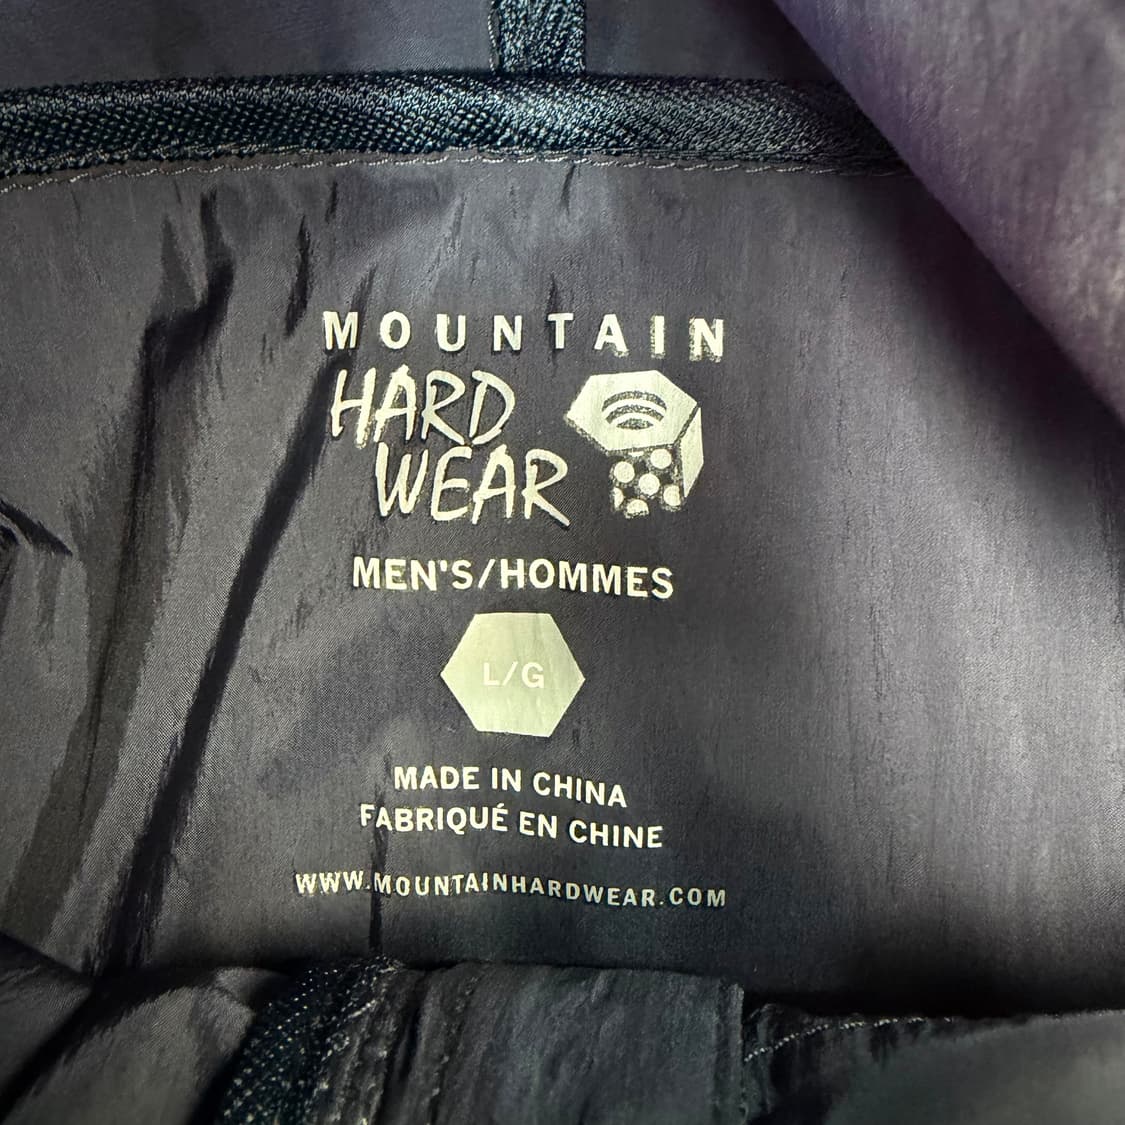 MOUNTAIN
HARD
WEAR
MEN'S/HOMMES
L/G
MADE IN CHINA
FABRIQUÉ EN CHINE
WWW.MOUNTAINHARDWEAR.COM